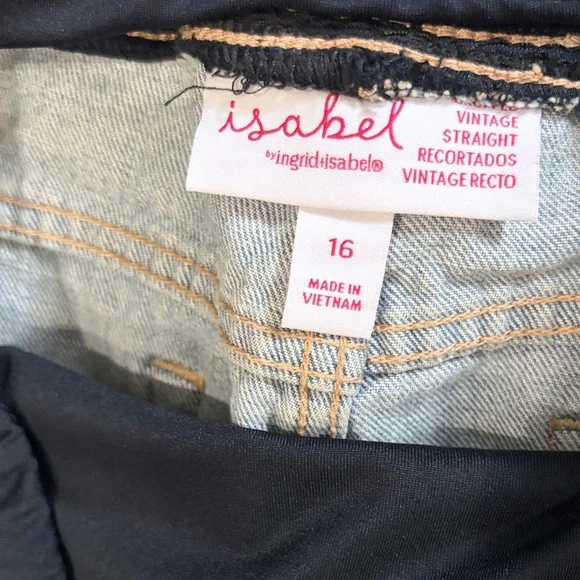 isabel
by ingrid+isabel®
VINTAGE
STRAIGHT
RECORTADOS
VINTAGE RECTO
16
MADE IN
VIETNAM